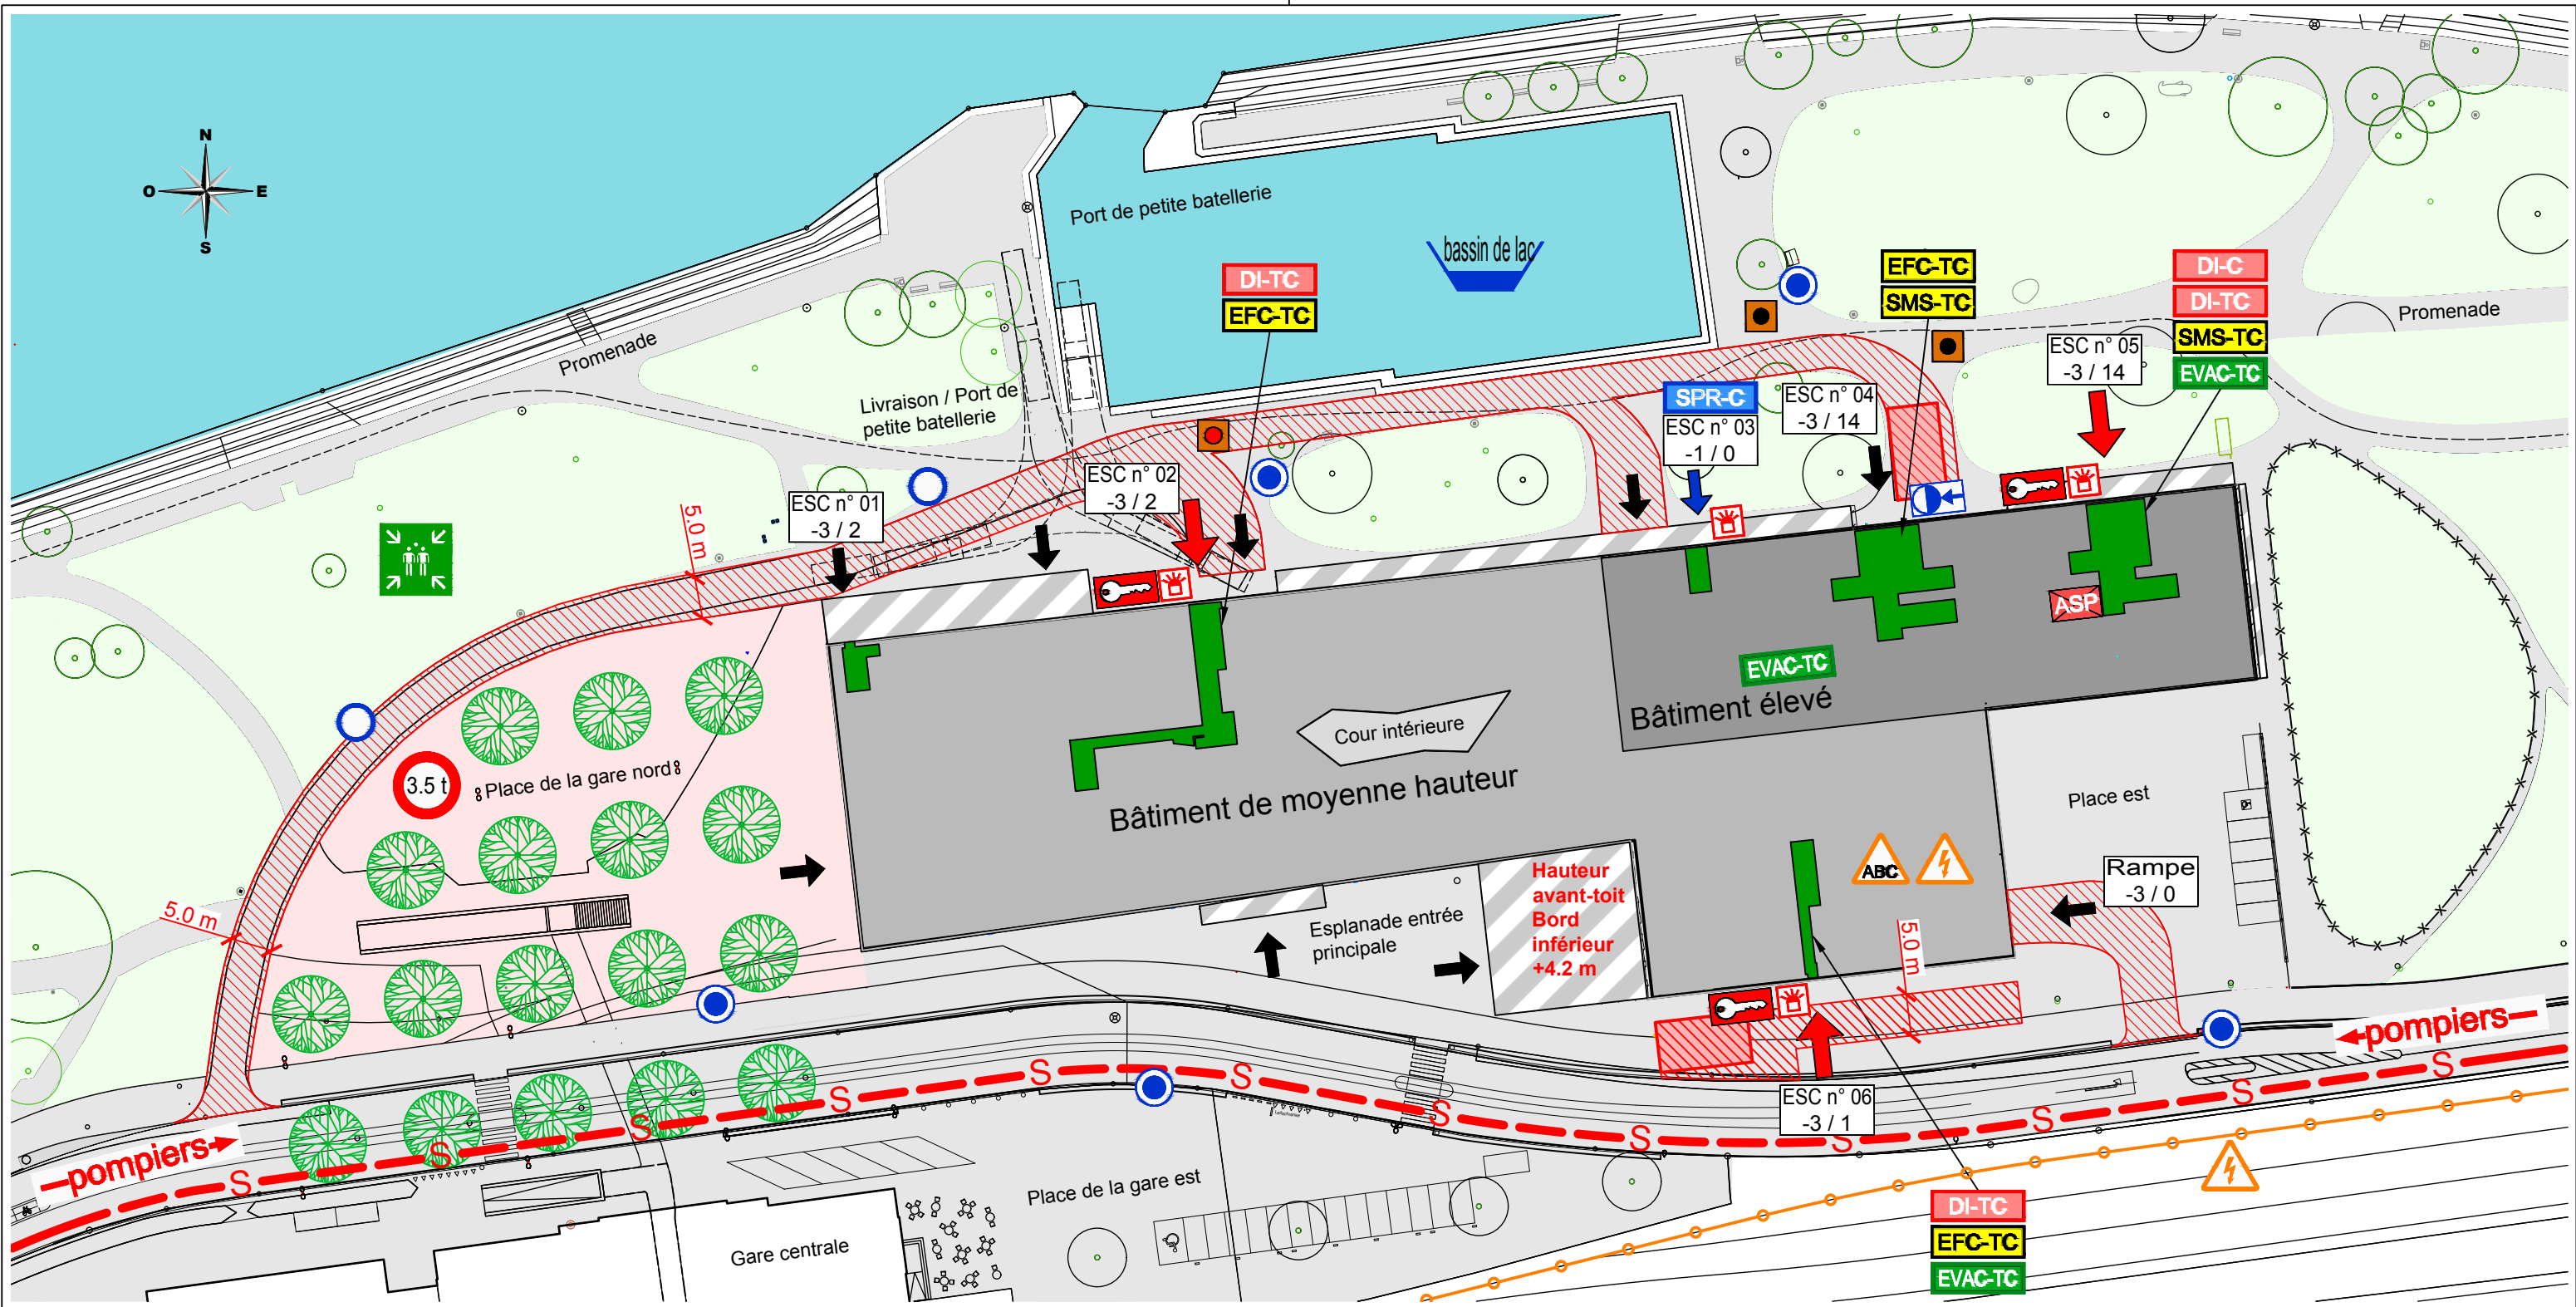 N
O
E
S
Port de petite batellerie
bassin de lac
DI-TC
EFC-TC
EFC-TC
SMS-TC
DI-C
DI-TC
SMS-TC
EVAC-TC
Promenade
Promenade
Livraison / Port de
petite batellerie
ESC n° 05
-3 / 14
SPR-C
ESC n° 03
-1 / 0
ESC n° 04
-3 / 14
ESC n° 02
-3 / 2
ESC n° 01
-3 / 2
5.0 m
ASP
EVAC-TC
Bâtiment élevé
Cour intérieure
Bâtiment de moyenne hauteur
3.5 t
Place de la gare nord
Place est
ABC
Rampe
-3 / 0
Hauteur
avant-toit
Bord
inférieur
+4.2 m
Esplanade entrée
principale
5.0 m
5.0 m
pompiers
pompiers
S
S
S
S
S
S
S
S
S
S
S
S
ESC n° 06
-3 / 1
Place de la gare est
Gare centrale
DI-TC
EFC-TC
EVAC-TC